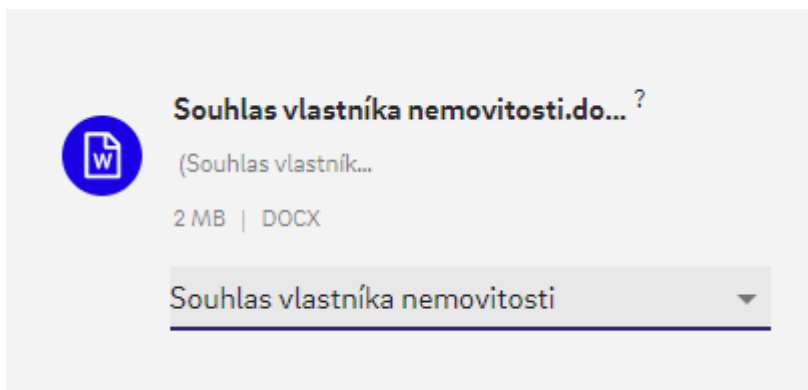 Souhlas vlastníka nemovitosti.do... ?
W
(Souhlas vlastník...
2 MB | DOCX
Souhlas vlastníka nemovitosti